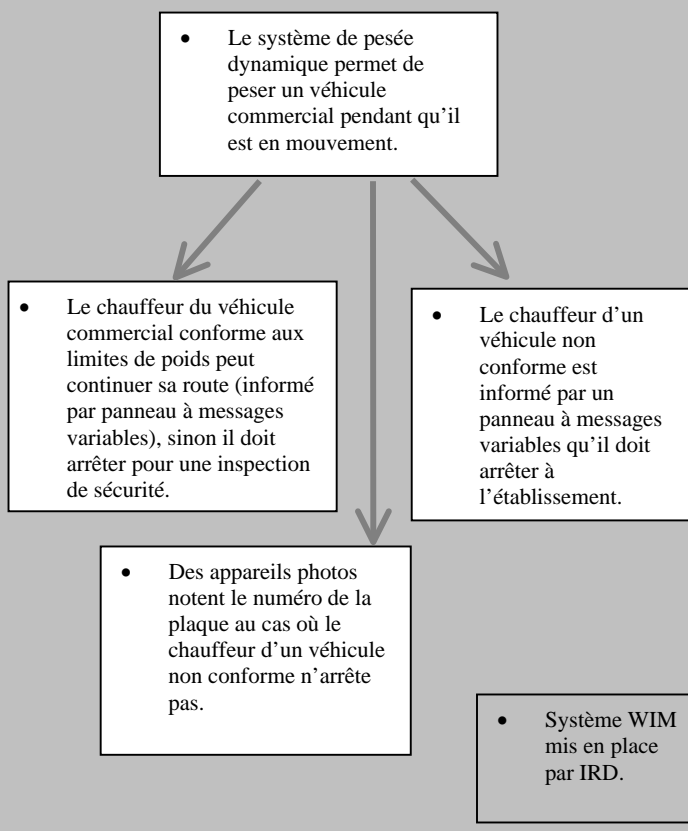 • Le système de pesée
dynamique permet de
peser un véhicule
commercial pendant qu'il
est en mouvement.
• Le chauffeur du véhicule
commercial conforme aux
limites de poids peut
continuer sa route (informé
par panneau à messages
variables), sinon il doit
arrêter pour une inspection
de sécurité.
• Le chauffeur d'un
véhicule non
conforme est
informé par un
panneau à messages
variables qu'il doit
arrêter à
l'établissement.
• Des appareils photos
notent le numéro de la
plaque au cas où le
chauffeur d'un véhicule
non conforme n'arrête
pas.
• Système WIM
mis en place
par IRD.